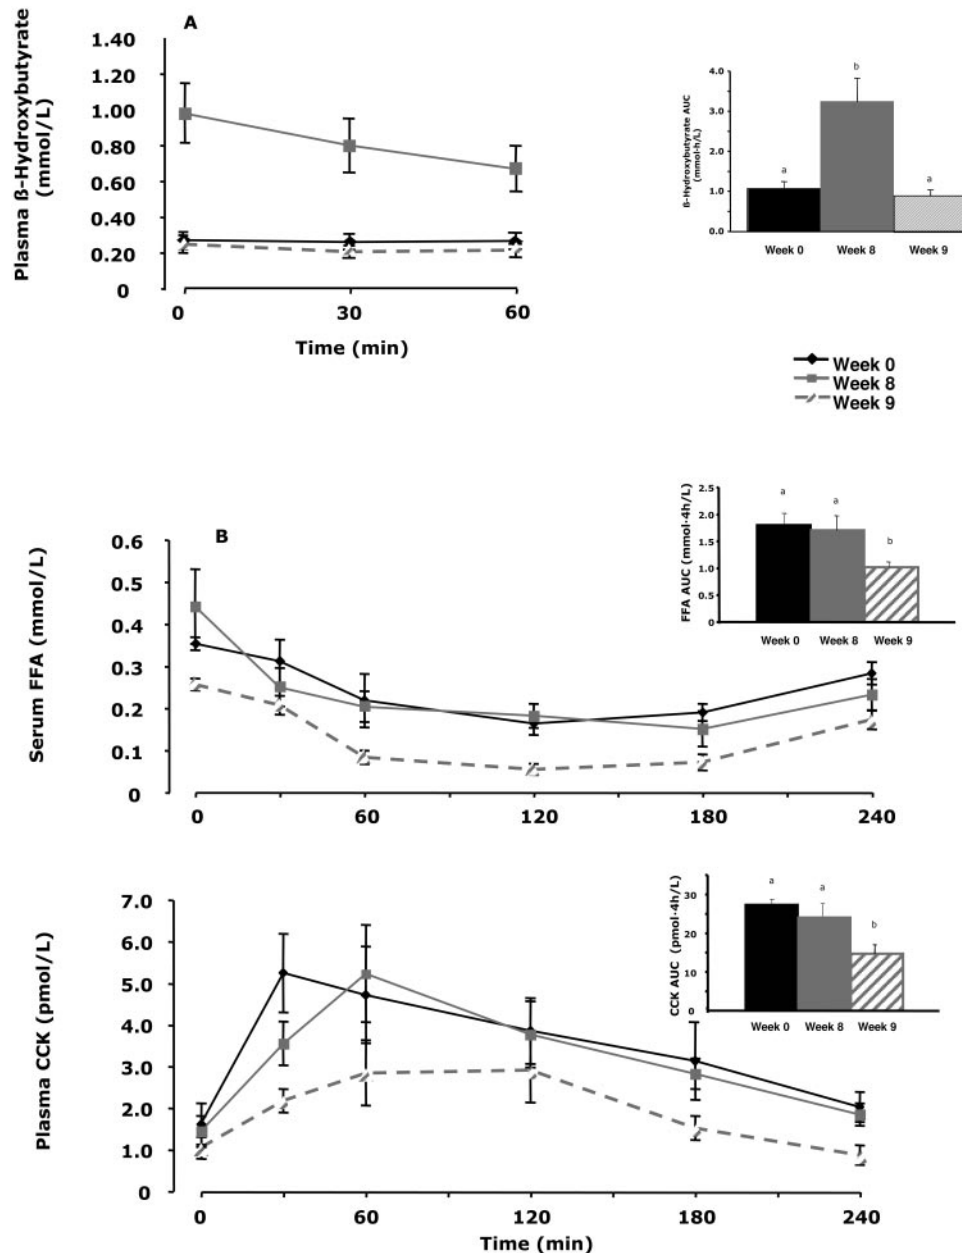 A
1.40
1.20
1.00
0.80
0.60
0.40
0.20
0
Plasma ß-Hydroxybutyrate
(mmol/L)
0 30 60
Time (min)
ß-Hydroxybutyrate AUC
(mmol·h/L)
4.0
3.0
2.0
1.0
0.0
a b a
Week 0 Week 8 Week 9
Week 0
Week 8
Week 9
B
0.6
0.5
0.4
0.3
0.2
0.1
0
Serum FFA (mmol/L)
0 60 120 180 240
FFA AUC (mmol·4h/L)
2.5
2.0
1.5
1.0
0.5
0
a a b
Week 0 Week 8 Week 9
7.0
6.0
5.0
4.0
3.0
2.0
1.0
0
Plasma CCK (pmol/L)
0 60 120 180 240
Time (min)
CCK AUC (pmol·4h/L)
30
20
10
0
a a b
Week 0 Week 8 Week 9